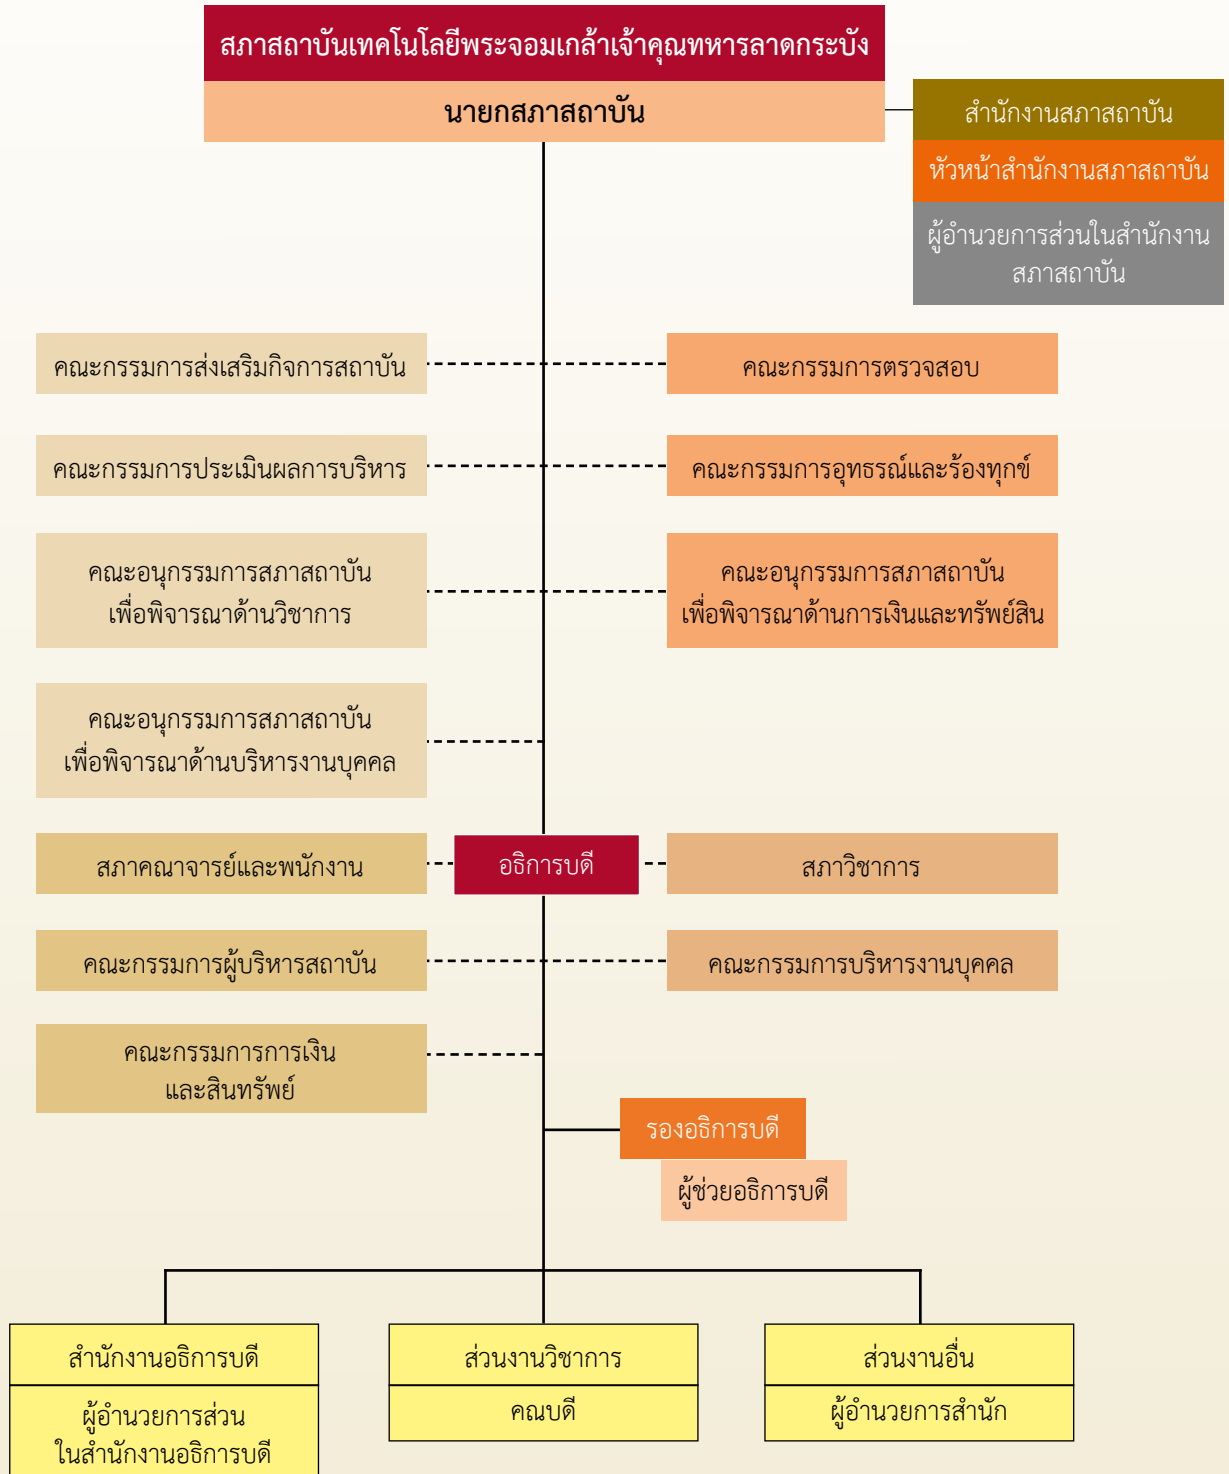 สภาสถาบันเทคโนโลยีพระจอมเกล้าเจ้าคุณทหารลาดกระบัง
นายกสภาสถาบัน
สำนักงานสภาสถาบัน
หัวหน้าสำนักงานสภาสถาบัน
ผู้อำนวยการส่วนในสำนักงาน
สภาสถาบัน
คณะกรรมการส่งเสริมกิจการสถาบัน
คณะกรรมการตรวจสอบ
คณะกรรมการประเมินผลการบริหาร
คณะกรรมการอุทธรณ์และร้องทุกข์
คณะอนุกรรมการสภาสถาบัน
เพื่อพิจารณาด้านวิชาการ
คณะอนุกรรมการสภาสถาบัน
เพื่อพิจารณาด้านการเงินและทรัพย์สิน
คณะอนุกรรมการสภาสถาบัน
เพื่อพิจารณาด้านบริหารงานบุคคล
สภาคณาจารย์และพนักงาน
อธิการบดี
สภาวิชาการ
คณะกรรมการผู้บริหารสถาบัน
คณะกรรมการบริหารงานบุคคล
คณะกรรมการการเงิน
และสินทรัพย์
รองอธิการบดี
ผู้ช่วยอธิการบดี
สำนักงานอธิการบดี
ผู้อำนวยการส่วน
ในสำนักงานอธิการบดี
ส่วนงานวิชาการ
คณบดี
ส่วนงานอื่น
ผู้อำนวยการสำนัก